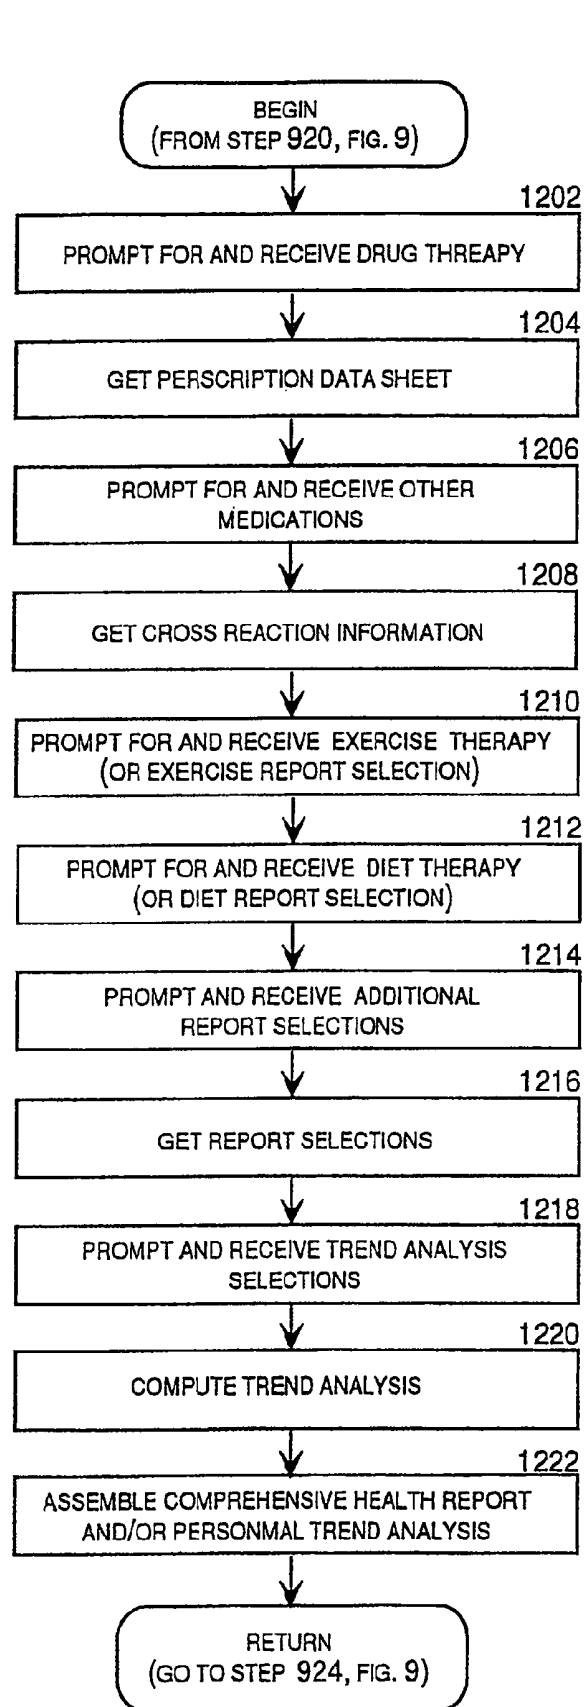 BEGIN
(FROM STEP 920, FIG. 9)
1202
PROMPT FOR AND RECEIVE DRUG THREAPY
1204
GET PERSCRIPTION DATA SHEET
1206
PROMPT FOR AND RECEIVE OTHER
MEDICATIONS
1208
GET CROSS REACTION INFORMATION
1210
PROMPT FOR AND RECEIVE EXERCISE THERAPY
(OR EXERCISE REPORT SELECTION)
1212
PROMPT FOR AND RECEIVE DIET THERAPY
(OR DIET REPORT SELECTION)
1214
PROMPT AND RECEIVE ADDITIONAL
REPORT SELECTIONS
1216
GET REPORT SELECTIONS
1218
PROMPT AND RECEIVE TREND ANALYSIS
SELECTIONS
1220
COMPUTE TREND ANALYSIS
1222
ASSEMBLE COMPREHENSIVE HEALTH REPORT
AND/OR PERSONMAL TREND ANALYSIS
RETURN
(GO TO STEP 924, FIG. 9)